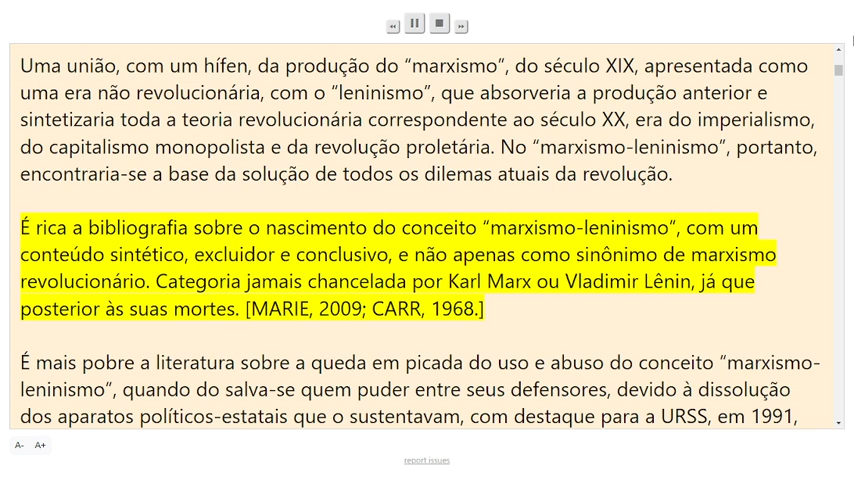 Uma união, com um hífen, da produção do “marxismo”, do século XIX, apresentada como
uma era não revolucionária, com o “leninismo”, que absorveria a produção anterior e
sintetizaria toda a teoria revolucionária correspondente ao século XX, era do imperialismo,
do capitalismo monopolista e da revolução proletária. No “marxismo-leninismo”, portanto,
encontraria-se a base da solução de todos os dilemas atuais da revolução.
É rica a bibliografia sobre o nascimento do conceito “marxismo-leninismo“, com um
conteúdo sintético, excluidor e conclusivo, e não apenas como sinônimo de marxismo
revolucionário. Categoria jamais chancelada por Karl Marx ou Vladimir Lênin, já que
posterior às suas mortes. [MARIE, 2009; CARR, 1968.]
É mais pobre a literatura sobre a queda em picada do uso e abuso do conceito “marxismo-
leninismo”, quando do salva-se quem puder entre seus defensores, devido à dissolução
dos aparatos políticos-estatais que o sustentavam, com destaque para a URSS, em 1991,
A- A+
report issues